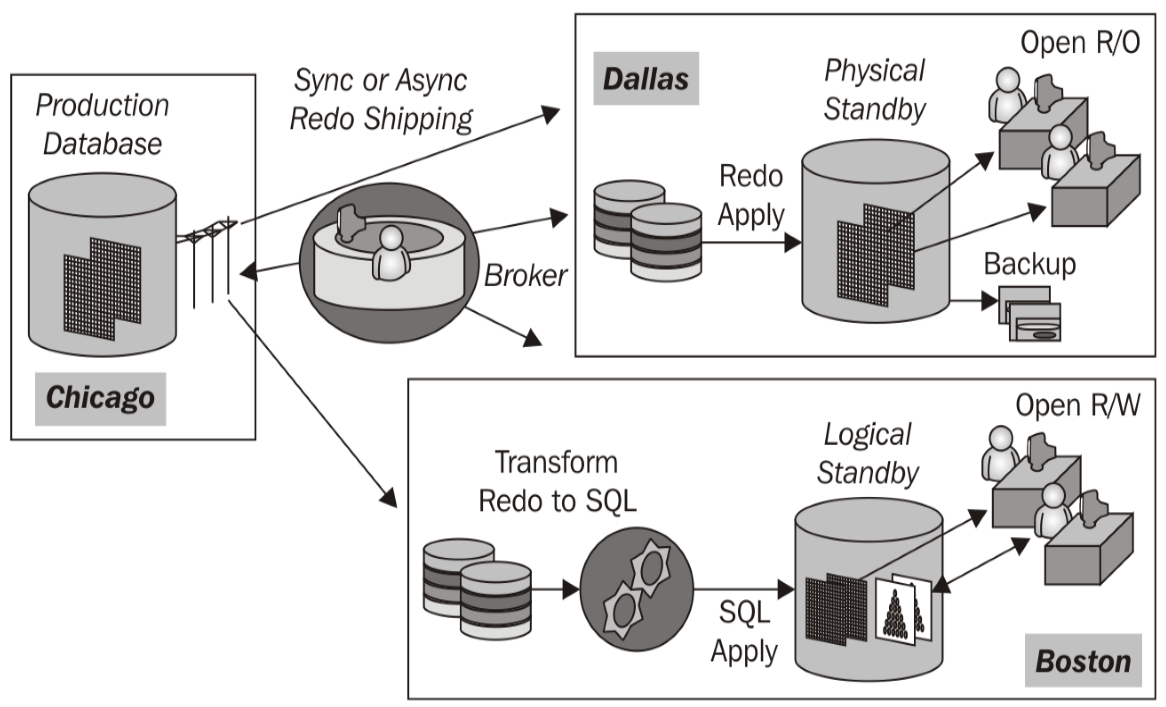 Production
Database
Chicago
Sync or Async
Redo Shipping
Broker
Dallas
Physical
Standby
Open R/O
Redo
Apply
Backup
Open R/W
Logical
Standby
Transform
Redo to SQL
SQL
Apply
Boston